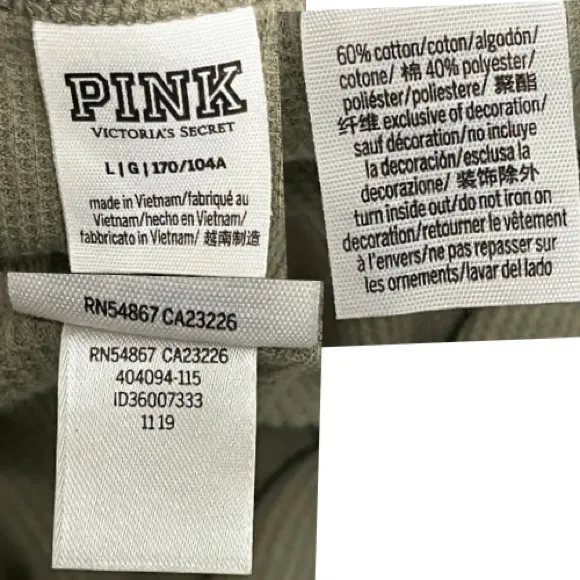 PINK
VICTORIA'S SECRET
L | G | 170/104A
made in Vietnam/fabriqué au
Vietnam/hecho en Vietnam/
fabbricato in Vietnam/ 越南制造
RN54867 CA23226
RN54867 CA23226
404094-115
ID36007333
1119
60% cotton/coton/algodón/
cotone/ 棉 40% polyester/
poliéster/poliestere/ 聚酯
纤维 exclusive of decoration/
sauf décoration/no incluye
la decoración/esclusa la
decorazione/ 装饰除外
turn inside out/do not iron on
decoration/retourner le vêtement
à l'envers/ne pas repasser sur
les ornements/lavar del lado